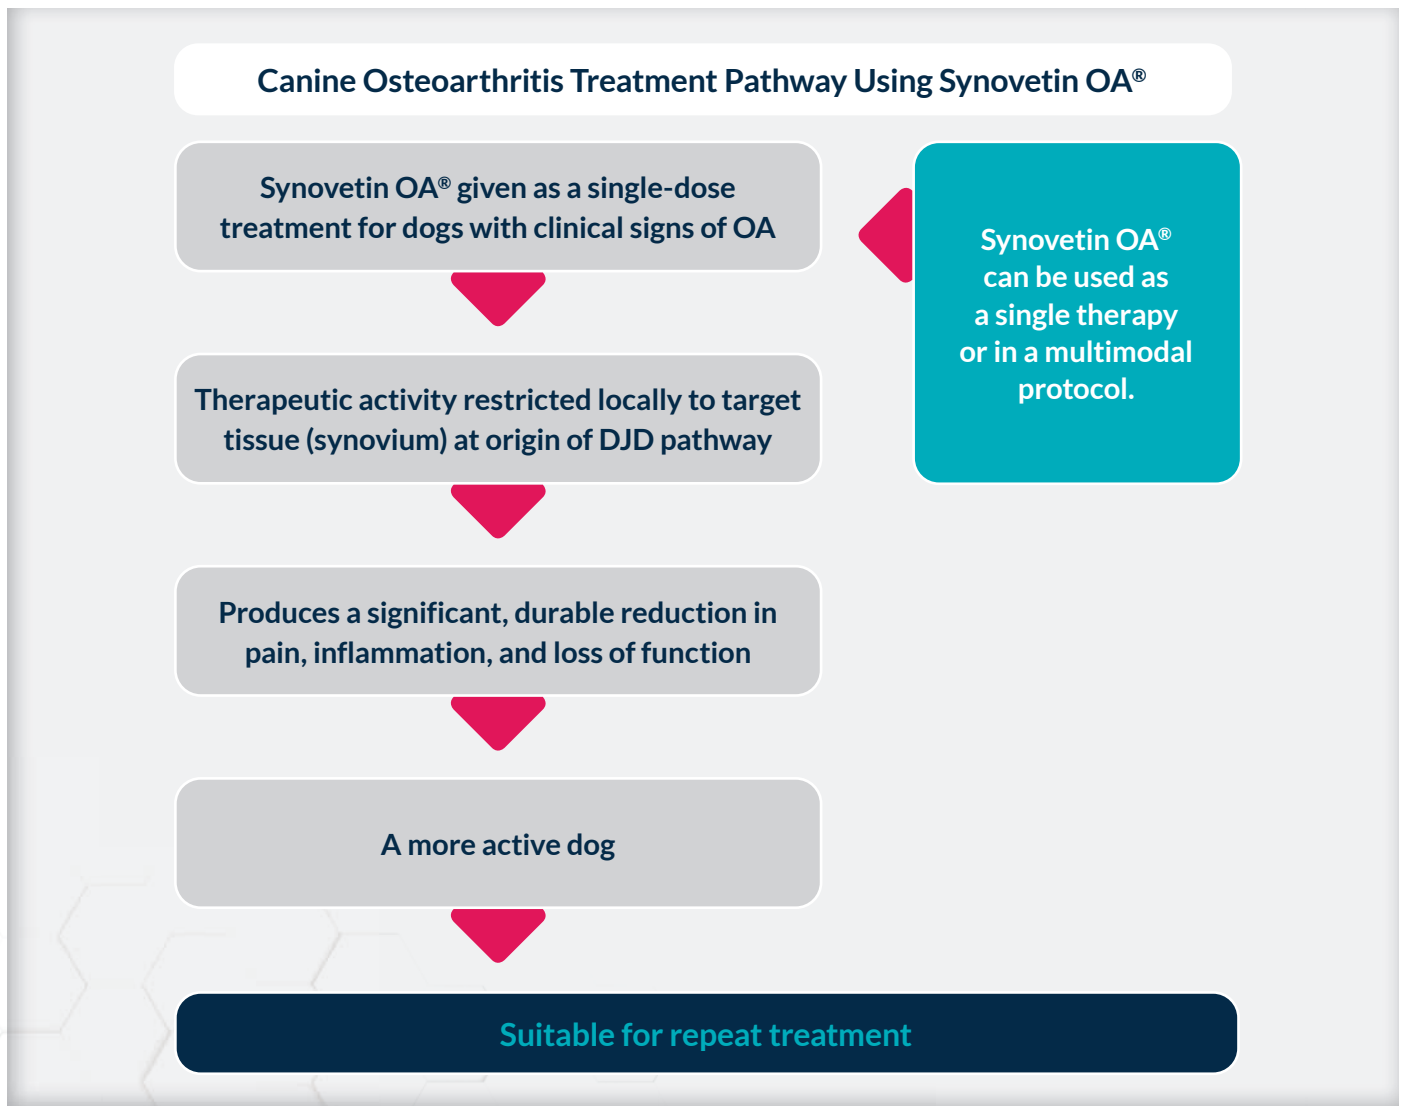 Canine Osteoarthritis Treatment Pathway Using Synovetin OA®
Synovetin OA® given as a single-dose
treatment for dogs with clinical signs of OA
Synovetin OA®
can be used as
a single therapy
or in a multimodal
protocol.
Therapeutic activity restricted locally to target
tissue (synovium) at origin of DJD pathway
Produces a significant, durable reduction in
pain, inflammation, and loss of function
A more active dog
Suitable for repeat treatment